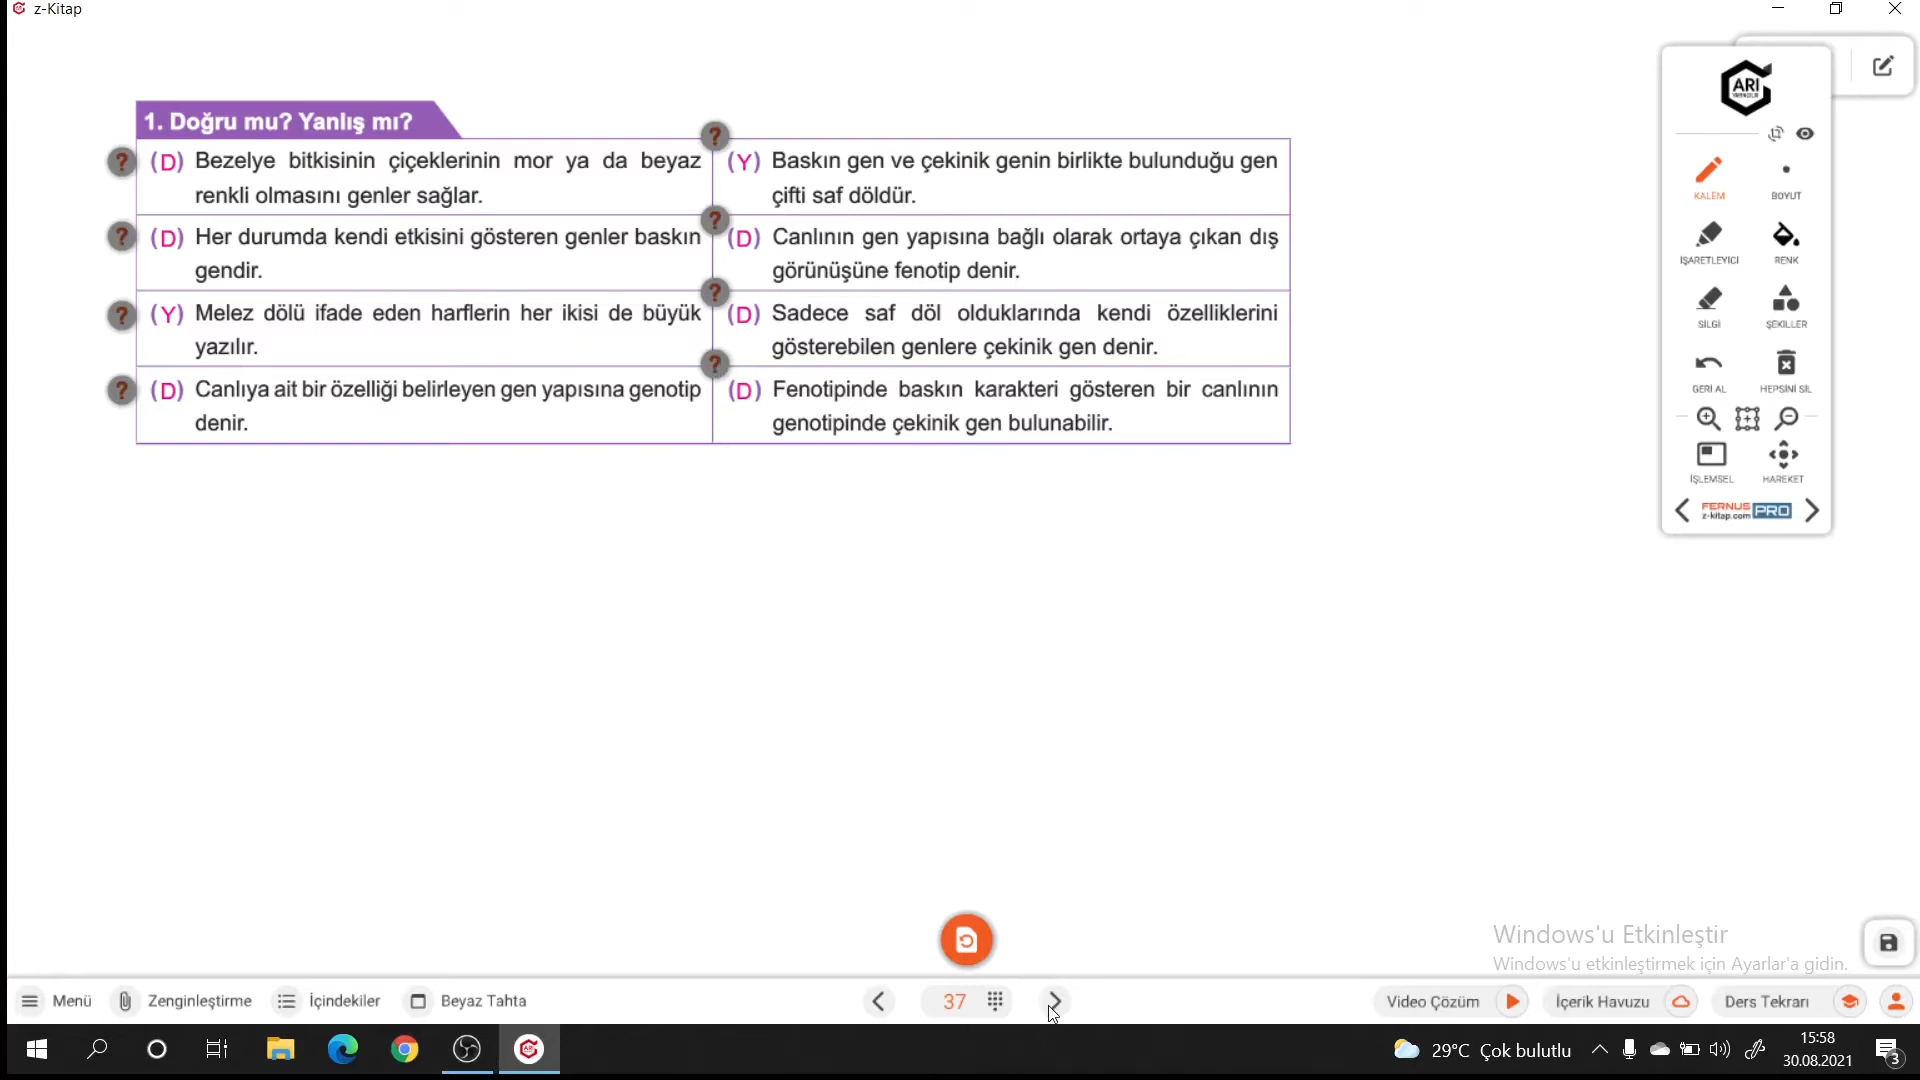 z-Kitap
1. Doğru mu? Yanlış mı?
? (D) Bezelye bitkisinin çiçeklerinin mor ya da beyaz
renkli olmasını genler sağlar.
? (D) Her durumda kendi etkisini gösteren genler baskın
gendir.
? (Y) Melez dölü ifade eden harflerin her ikisi de büyük
yazılır.
? (D) Canlıya ait bir özelliği belirleyen gen yapısına genotip
denir.
? (Y) Baskın gen ve çekinik genin birlikte bulunduğu gen
çifti saf döldür.
? (D) Canlının gen yapısına bağlı olarak ortaya çıkan dış
görünüşüne fenotip denir.
? (D) Sadece saf döl olduklarında kendi özelliklerini
gösterebilen genlere çekinik gen denir.
? (D) Fenotipinde baskın karakteri gösteren bir canlının
genotipinde çekinik gen bulunabilir.
ARI
YAYINCILIK
KALEM BOYUT
İŞARETLEYİCİ RENK
SİLGİ ŞEKİLLER
GERİ AL HEPSİNİ SİL
İŞLEMSEL HAREKET
FERNUS PRO
z-kitap.com
Windows'u Etkinleştir
Windows'u etkinleştirmek için Ayarlar'a gidin.
Menü Zenginleştirme İçindekiler Beyaz Tahta 37 Video Çözüm İçerik Havuzu Ders Tekrarı
29°C Çok bulutlu 15:58
30.08.2021 3